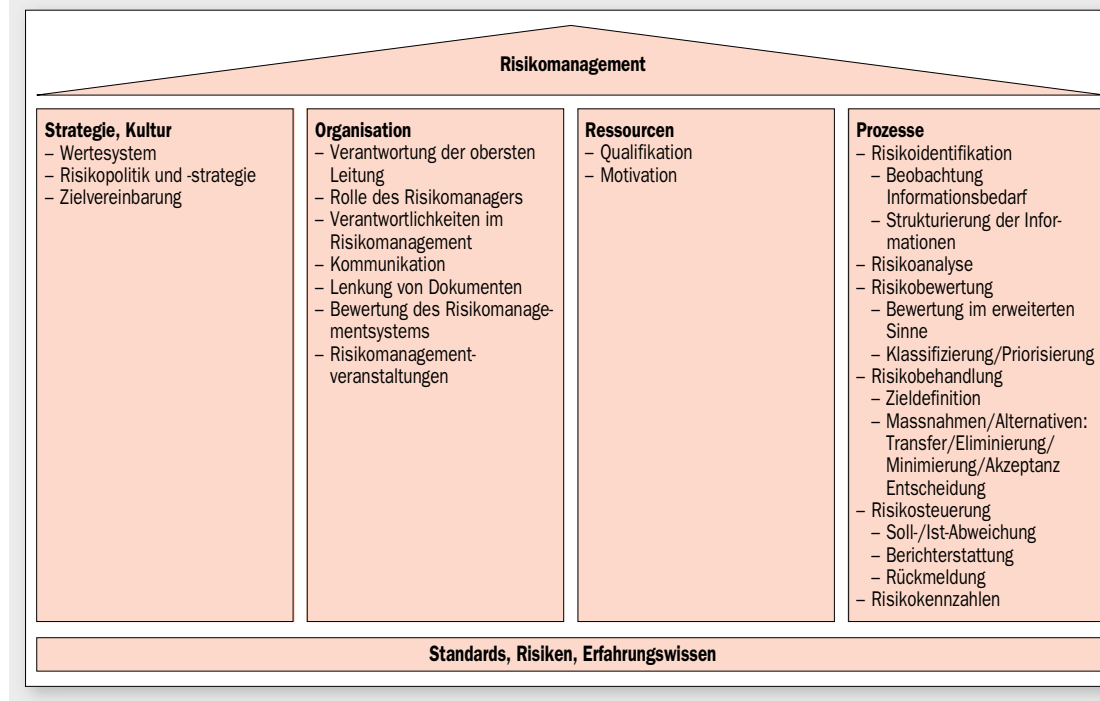 Risikomanagement
Strategie, Kultur
– Wertesystem
– Risikopolitik und -strategie
– Zielvereinbarung
Organisation
– Verantwortung der obersten
Leitung
– Rolle des Risikomanagers
– Verantwortlichkeiten im
Risikomanagement
– Kommunikation
– Lenkung von Dokumenten
– Bewertung des Risikomanage-
mentsystems
– Risikomanagement-
veranstaltungen
Ressourcen
– Qualifikation
– Motivation
Prozesse
– Risikoidentifikation
– Beobachtung
Informationsbedarf
– Strukturierung der Infor-
mationen
– Risikoanalyse
– Risikobewertung
– Bewertung im erweiterten
Sinne
– Klassifizierung/Priorisierung
– Risikobehandlung
– Zieldefinition
– Massnahmen/Alternativen:
Transfer/Eliminierung/
Minimierung/Akzeptanz
Entscheidung
– Risikosteuerung
– Soll-/Ist-Abweichung
– Berichterstattung
– Rückmeldung
– Risikokennzahlen
Standards, Risiken, Erfahrungswissen